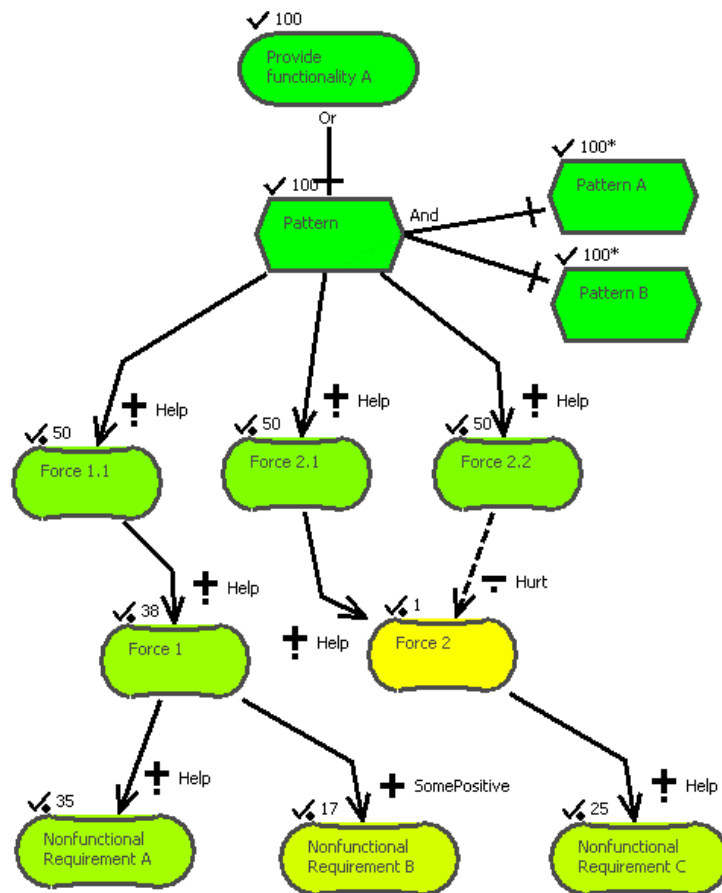 100
Provide
functionality A
Or
100
100*
Pattern A
Pattern
And
100*
Pattern B
Help
Help
Help
50
50
50
Force 1.1
Force 2.1
Force 2.2
Help
Hurt
38
1
Force 1
Help
Force 2
Help
SomePositive
Help
35
17
25
Nonfunctional
Requirement A
Nonfunctional
Requirement B
Nonfunctional
Requirement C